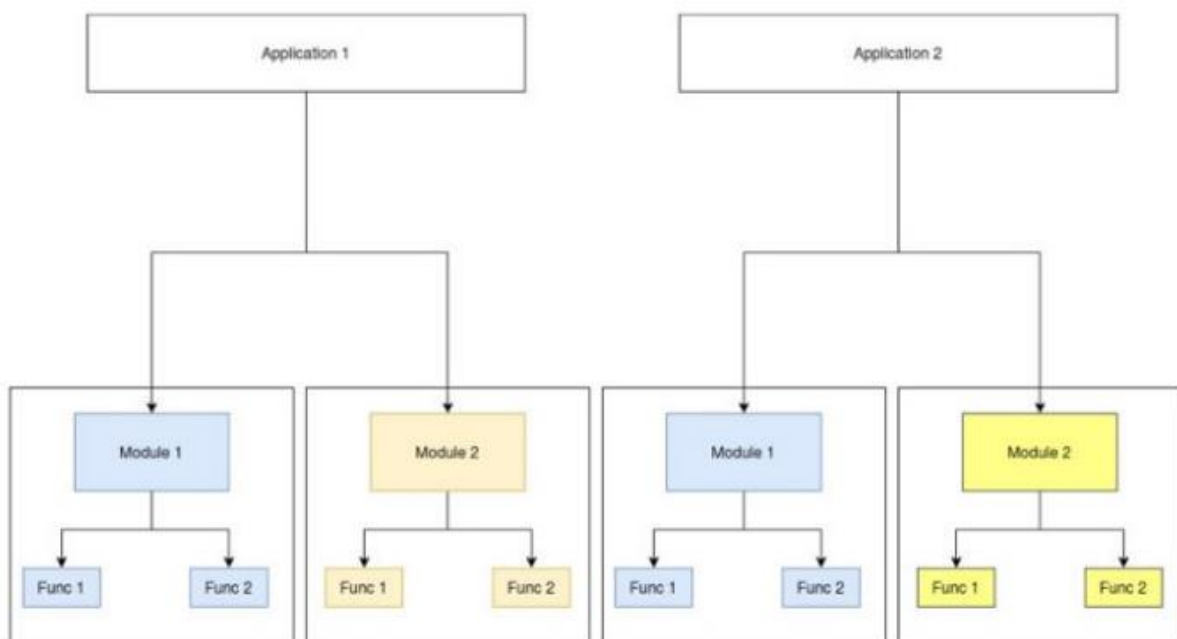 Application 1
Application 2
Module 1
Module 2
Module 1
Module 2
Func 1
Func 2
Func 1
Func 2
Func 1
Func 2
Func 1
Func 2